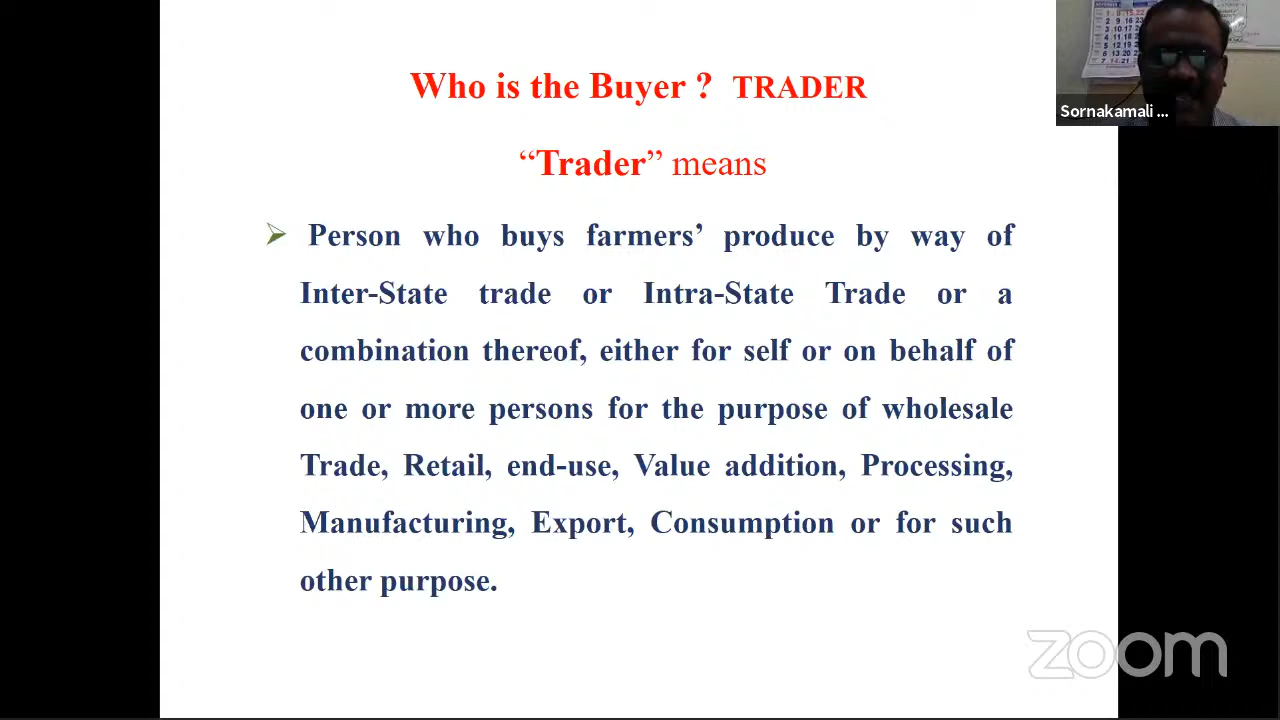 Who is the Buyer ? TRADER
“Trader” means
Person who buys farmers’ produce by way of
Inter-State trade or Intra-State Trade or a
combination thereof, either for self or on behalf of
one or more persons for the purpose of wholesale
Trade, Retail, end-use, Value addition, Processing,
Manufacturing, Export, Consumption or for such
other purpose.
Sornakamali ...
zoom